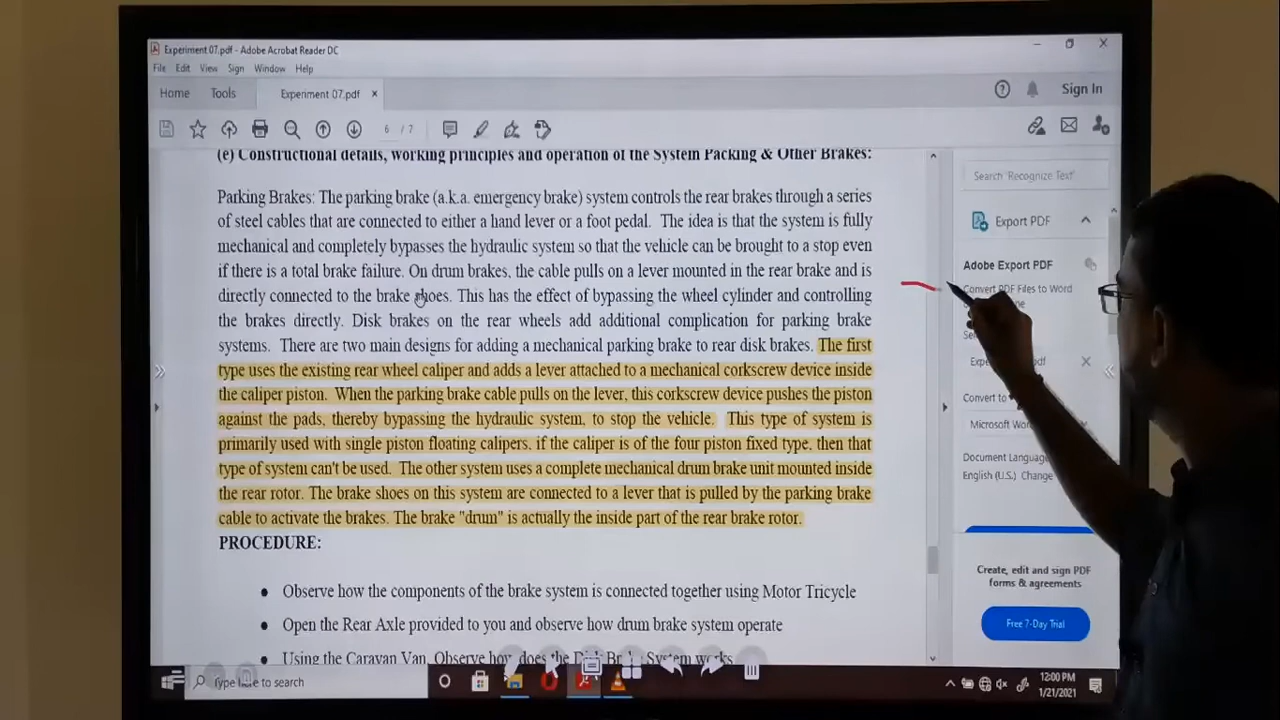 Experiment 07.pdf - Adobe Acrobat Reader DC
File Edit View Sign Window Help
Home Tools Experiment 07.pdf × Sign In
6 / 7
(e) Constructional details, working principles and operation of the System Packing & Other Brakes:
Parking Brakes: The parking brake (a.k.a. emergency brake) system controls the rear brakes through a series
of steel cables that are connected to either a hand lever or a foot pedal. The idea is that the system is fully
mechanical and completely bypasses the hydraulic system so that the vehicle can be brought to a stop even
if there is a total brake failure. On drum brakes, the cable pulls on a lever mounted in the rear brake and is
directly connected to the brake shoes. This has the effect of bypassing the wheel cylinder and controlling
the brakes directly. Disk brakes on the rear wheels add additional complication for parking brake
systems. There are two main designs for adding a mechanical parking brake to rear disk brakes. The first
type uses the existing rear wheel caliper and adds a lever attached to a mechanical corkscrew device inside
the caliper piston. When the parking brake cable pulls on the lever, this corkscrew device pushes the piston
against the pads, thereby bypassing the hydraulic system, to stop the vehicle. This type of system is
primarily used with single piston floating calipers, if the caliper is of the four piston fixed type, then that
type of system can't be used. The other system uses a complete mechanical drum brake unit mounted inside
the rear rotor. The brake shoes on this system are connected to a lever that is pulled by the parking brake
cable to activate the brakes. The brake "drum" is actually the inside part of the rear brake rotor.
PROCEDURE:
• Observe how the components of the brake system is connected together using Motor Tricycle
• Open the Rear Axle provided to you and observe how drum brake system operate
• Using the Caravan Van, Observe how does the Disk Brake System works
Search 'Recognize Text'
Export PDF
Adobe Export PDF
Convert PDF Files to Word
Convert to
Microsoft Word
Document Language:
English (U.S.) Change
Create, edit and sign PDF
forms & agreements
Free 7-Day Trial
Type here to search
12:00 PM
1/21/2021